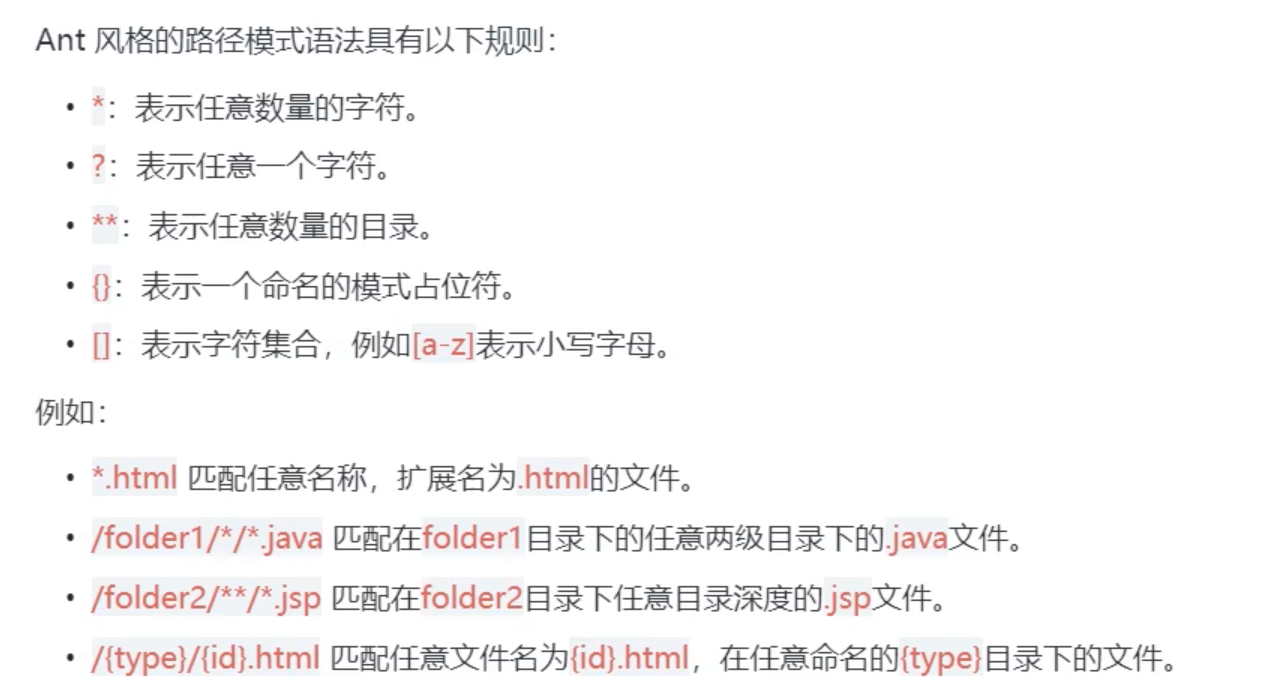 Ant 风格的路径模式语法具有以下规则：
• *：表示任意数量的字符。
• ?：表示任意一个字符。
• **：表示任意数量的目录。
• {}：表示一个命名的模式占位符。
• []：表示字符集合，例如[a-z]表示小写字母。
例如：
• *.html 匹配任意名称，扩展名为.html的文件。
• /folder1/*/*.java 匹配在folder1目录下的任意两级目录下的.java文件。
• /folder2/**/*.jsp 匹配在folder2目录下任意目录深度的.jsp文件。
• /{type}/{id}.html 匹配任意文件名为{id}.html，在任意命名的{type}目录下的文件。